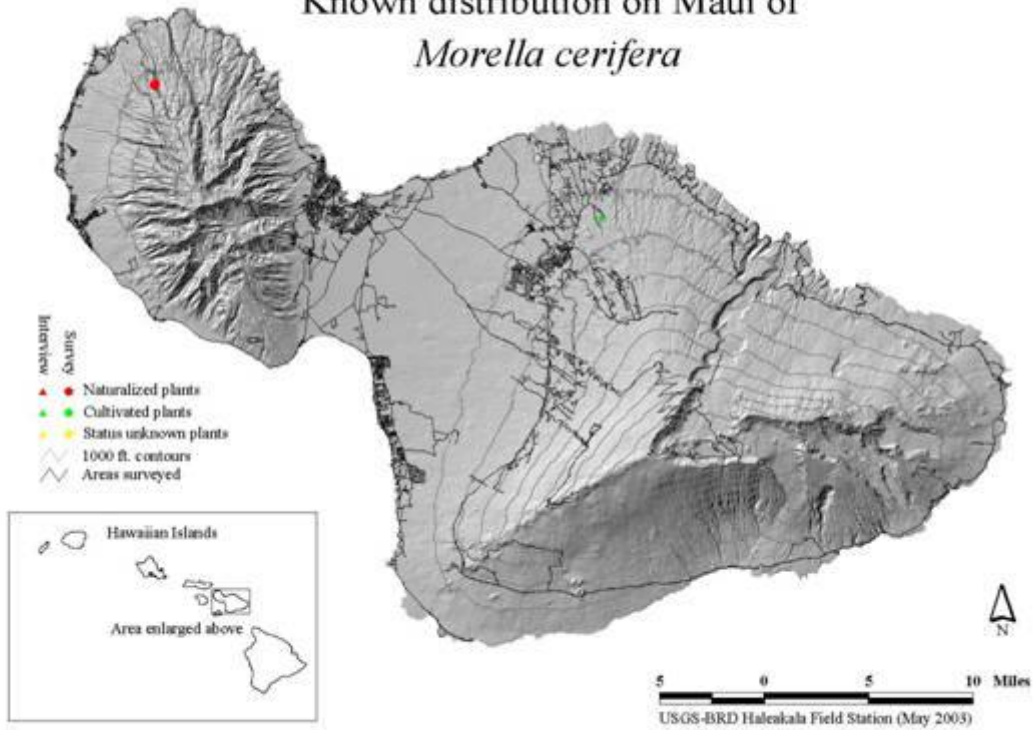 Known distribution on Maui of
Morella cerifera
Interview
Survey
Naturalized plants
Cultivated plants
Status unknown plants
1000 ft. contours
Areas surveyed
Hawaiian Islands
Area enlarged above
N
5 0 5 10 Miles
USGS-BRD Haleakala Field Station (May 2003)